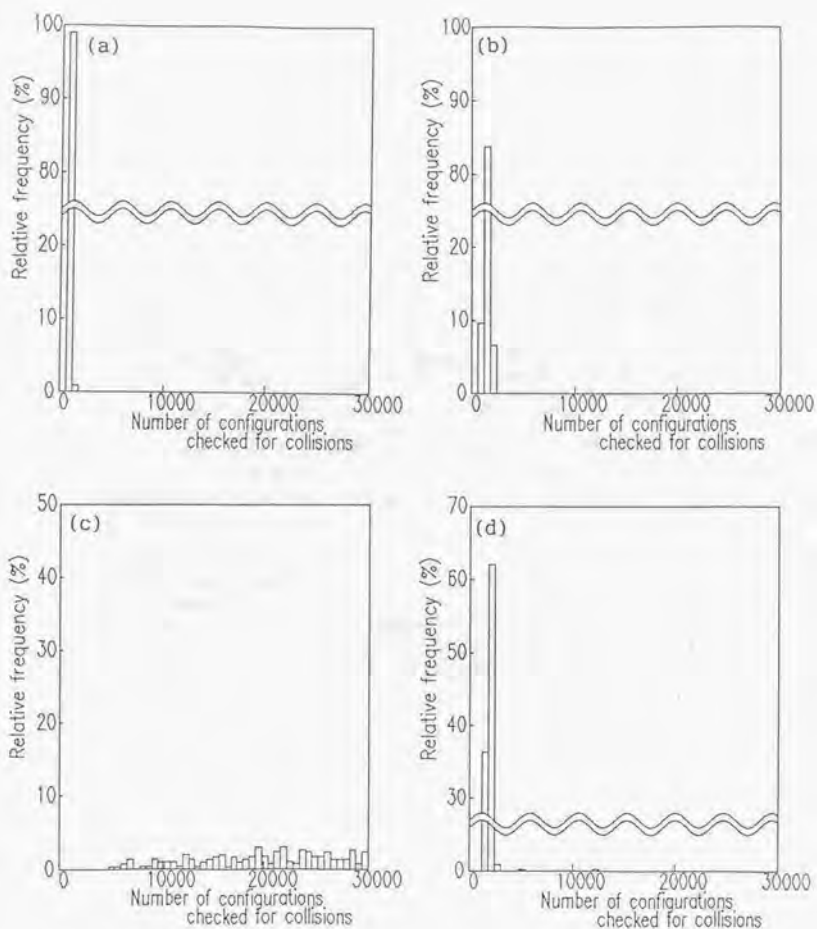 (a)
Relative frequency (%)
100
90
80
20
10
0
0 10000 20000 30000
Number of configurations
checked for collisions
(b)
Relative frequency (%)
100
90
80
20
10
0
0 10000 20000 30000
Number of configurations
checked for collisions
(c)
Relative frequency (%)
50
40
30
20
10
0
0 10000 20000 30000
Number of configurations
checked for collisions
(d)
Relative frequency (%)
70
60
50
40
30
0
0 10000 20000 30000
Number of configurations
checked for collisions